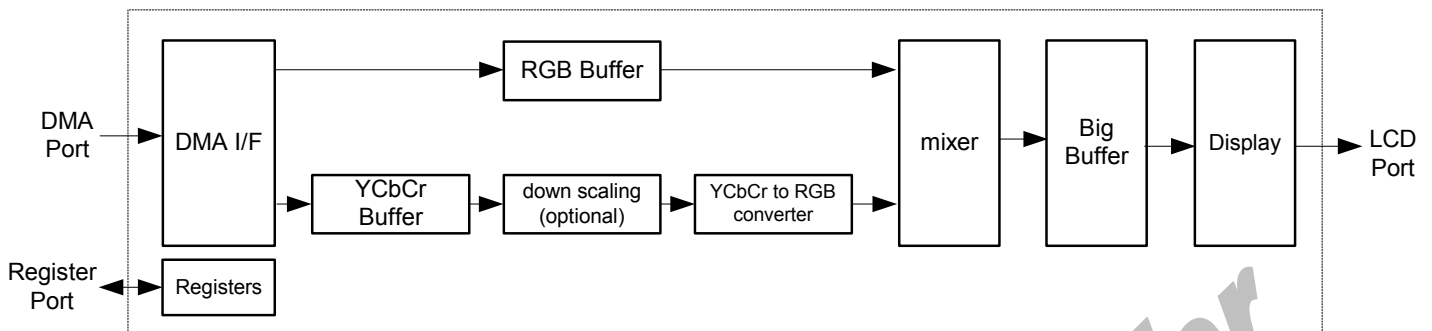 DMA
Port
DMA I/F
RGB Buffer
YCbCr
Buffer
down scaling
(optional)
YCbCr to RGB
converter
mixer
Big
Buffer
Display
LCD
Port
Register
Port
Registers